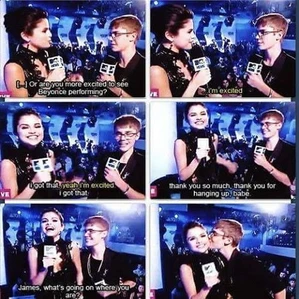 [---] Or are you more excited to see
Beyonce performing?
i'm excited
i got that, yeah i'm excited
i got that
thank you so much, thank you for
hanging up, babe.
James, what's going on where you
are?